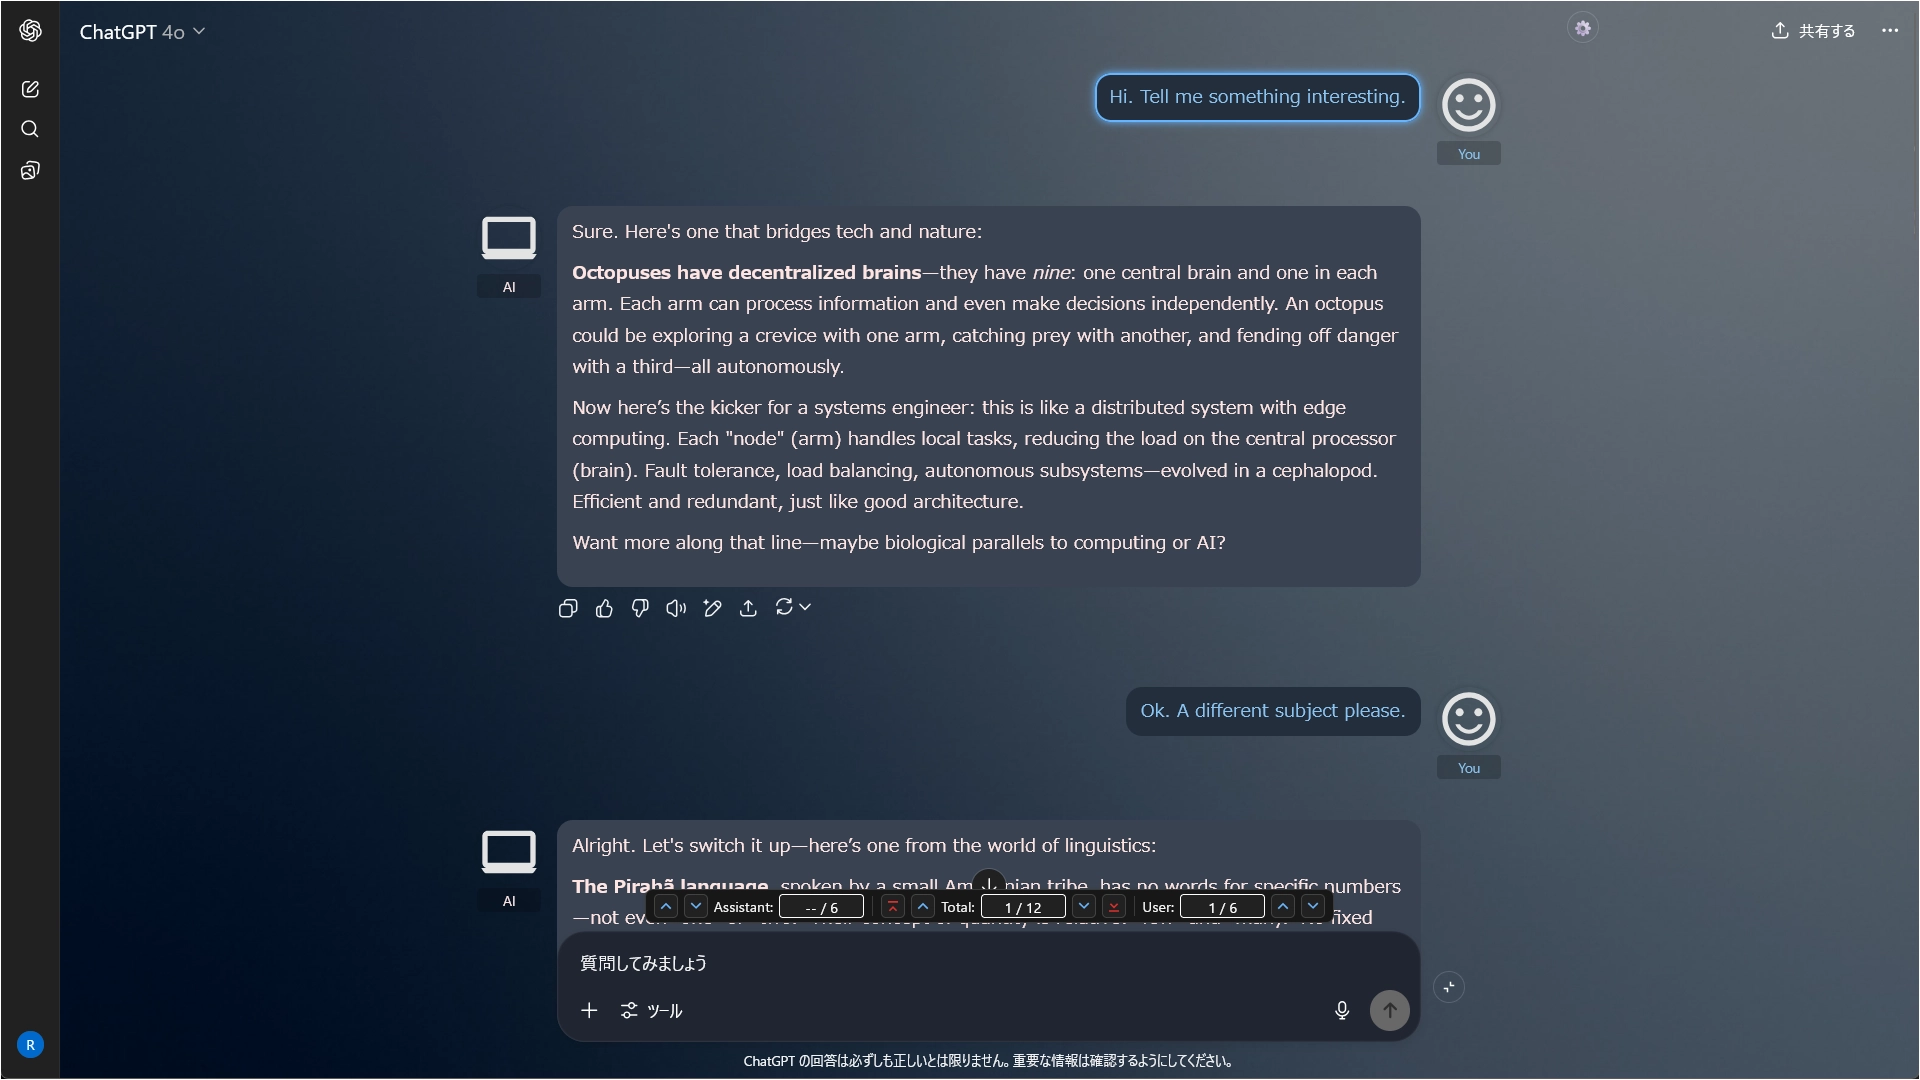 ChatGPT 4o
共有する
Hi. Tell me something interesting.
You
AI
Sure. Here's one that bridges tech and nature:
Octopuses have decentralized brains—they have nine: one central brain and one in each
arm. Each arm can process information and even make decisions independently. An octopus
could be exploring a crevice with one arm, catching prey with another, and fending off danger
with a third—all autonomously.
Now here’s the kicker for a systems engineer: this is like a distributed system with edge
computing. Each "node" (arm) handles local tasks, reducing the load on the central processor
(brain). Fault tolerance, load balancing, autonomous subsystems—evolved in a cephalopod.
Efficient and redundant, just like good architecture.
Want more along that line—maybe biological parallels to computing or AI?
Ok. A different subject please.
You
AI
Alright. Let's switch it up—here’s one from the world of linguistics:
The Pirahã language, spoken by a small nian tribe, has no words for specific numbers
—not fixed
Assistant: -- / 6 Total: 1 / 12 User: 1 / 6
質問してみましょう
ツール
R
ChatGPT の回答は必ずしも正しいとは限りません。重要な情報は確認するようにしてください。